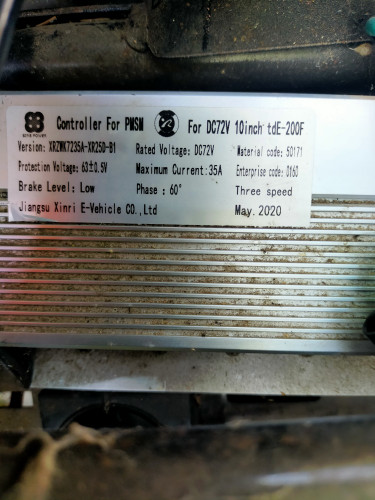 Controller For PMSM For DC72V 10inch tdE-200F
Version: XRZWK7235A-XR25D-B1 Rated Voltage: DC72V Material code: 50171
Protection Voltage: 63±0.5V Maximum Current:35A Enterprise code: 0160
Brake Level: Low Phase : 60° Three speed
Jiangsu Xinri E-Vehicle CO.,Ltd May. 2020